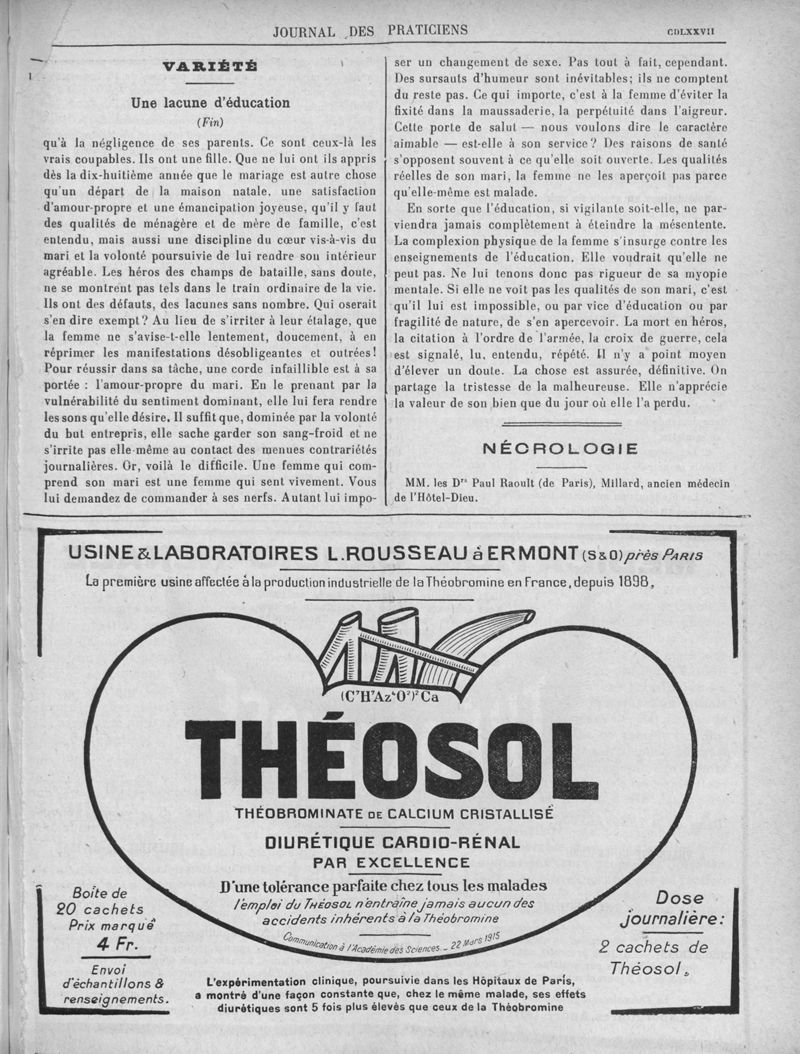 JOURNAL DES PRATICIENS
CDLXXVII
VARIÉTÉ
Une lacune d'éducation
(Fin)
qu'à la négligence de ses parents. Ce sont ceux-là les
vrais coupables. Ils ont une fille. Que ne lui ont ils appris
dès la dix-huitième année que le mariage est autre chose
qu'un départ de la maison natale, une satisfaction
d'amour-propre et une émancipation joyeuse, qu'il y faut
des qualités de ménagère et de mère de famille, c'est
entendu, mais aussi une discipline du cœur vis-à-vis du
mari et la volonté poursuivie de lui rendre son intérieur
agréable. Les héros des champs de bataille, sans doute,
ne se montrent pas tels dans le train ordinaire de la vie.
Ils ont des défauts, des lacunes sans nombre. Qui oserait
s'en dire exempt? Au lieu de s'irriter à leur étalage, que
la femme ne s'avise-t-elle lentement, doucement, à en
réprimer les manifestations désobligeantes et outrées!
Pour réussir dans sa tâche, une corde infaillible est à sa
portée : l'amour-propre du mari. En le prenant par la
vulnérabilité du sentiment dominant, elle lui fera rendre
les sons qu'elle désire. Il suffit que, dominée par la volonté
du but entrepris, elle sache garder son sang-froid et ne
s'irrite pas elle-même au contact des menues contrariétés
journalières. Or, voilà le difficile. Une femme qui com-
prend son mari est une femme qui sent vivement. Vous
lui demandez de commander à ses nerfs. Autant lui impo-
ser un changement de sexe. Pas tout à fait, cependant.
Des sursauts d'humeur sont inévitables; ils ne comptent
du reste pas. Ce qui importe, c'est à la femme d'éviter la
fixité dans la maussaderie, la perpétuité dans l'aigreur.
Cette porte de salut — nous voulons dire le caractère
aimable — est-elle à son service? Des raisons de santé
s'opposent souvent à ce qu'elle soit ouverte. Les qualités
réelles de son mari, la femme ne les aperçoit pas parce
qu'elle-même est malade.
En sorte que l'éducation, si vigilante soit-elle, ne par-
viendra jamais complètement à éteindre la mésentente.
La complexion physique de la femme s'insurge contre les
enseignements de l'éducation. Elle voudrait qu'elle ne
peut pas. Ne lui tenons donc pas rigueur de sa myopie
mentale. Si elle ne voit pas les qualités de son mari, c'est
qu'il lui est impossible, ou par vice d'éducation ou par
fragilité de nature, de s'en apercevoir. La mort en héros,
la citation à l'ordre de l'armée, la croix de guerre, cela
est signalé, lu, entendu, répété. Il n'y a point moyen
d'élever un doute. La chose est assurée, définitive. On
partage la tristesse de la malheureuse. Elle n'apprécie
la valeur de son bien que du jour où elle l'a perdu.
NÉCROLOGIE
MM. les Drs Paul Raoult (de Paris), Millard, ancien médecin
de l'Hôtel-Dieu.
USINE & LABORATOIRES L. ROUSSEAU à ERMONT (S & O) près PARIS
La première usine affectée à la production industrielle de la Théobromine en France, depuis 1898.
(C⁷H⁷Az⁴O²)² Ca
THÉOSOL
THÉOBROMINATE DE CALCIUM CRISTALLISÉ
DIURÉTIQUE CARDIO-RÉNAL
PAR EXCELLENCE
D'une tolérance parfaite chez tous les malades
l'emploi du THÉOSOL n'entraîne jamais aucun des
accidents inhérents à la Théobromine
Communication à l'Académie des Sciences. - 22 Mars 1915
Boîte de
20 cachets
Prix marqué
4 Fr.
Envoi
d'échantillons &
renseignements.
L'expérimentation clinique, poursuivie dans les Hôpitaux de Paris,
a montré d'une façon constante que, chez le même malade, ses effets
diurétiques sont 5 fois plus élevés que ceux de la Théobromine
Dose
journalière:
2 cachets de
Théosol.